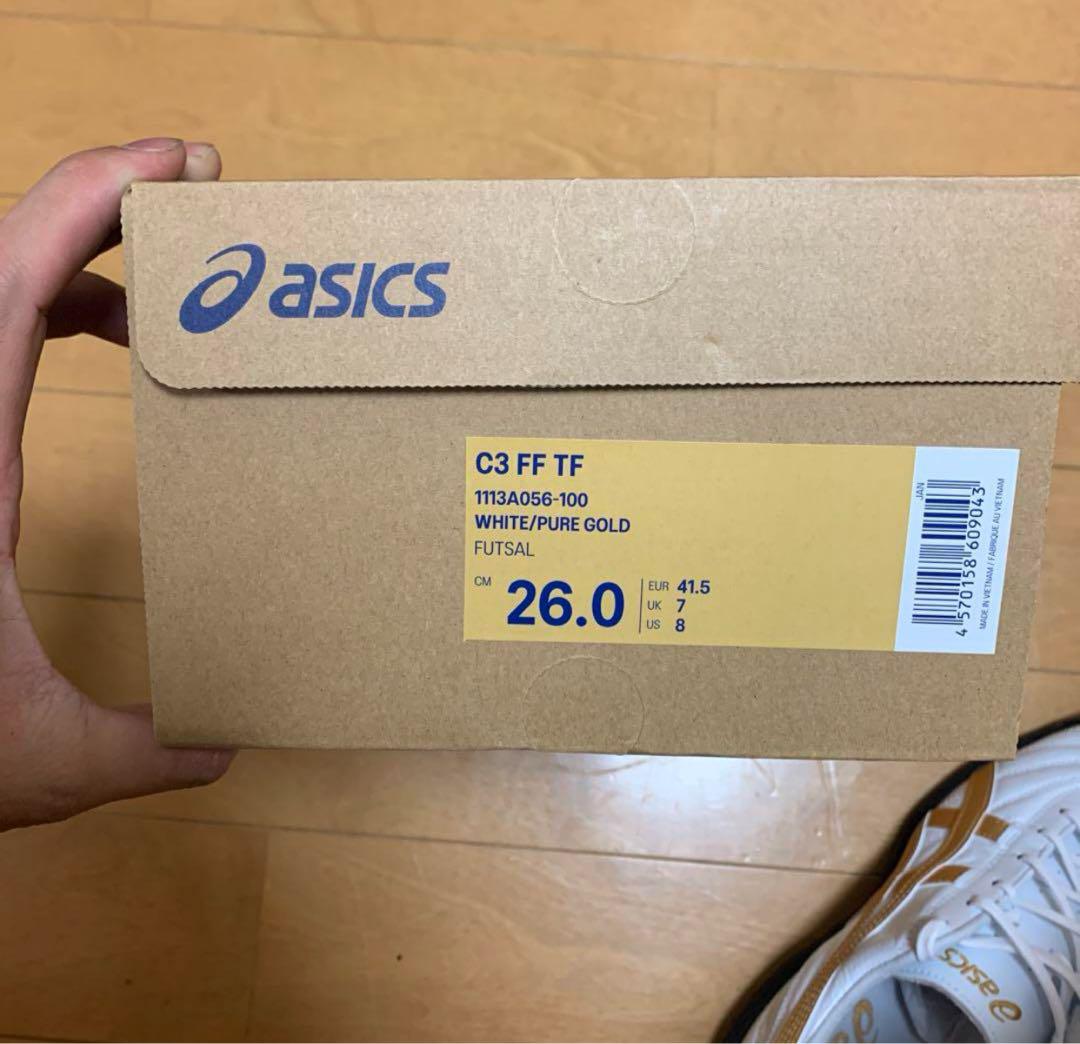 asics
C3 FF TF
1113A056-100
WHITE/PURE GOLD
FUTSAL
CM 26.0
EUR 41.5
UK 7
US 8
JAN
4 570158 609043
MADE IN VIETNAM / FABRIQUE AU VIETNAM
asics